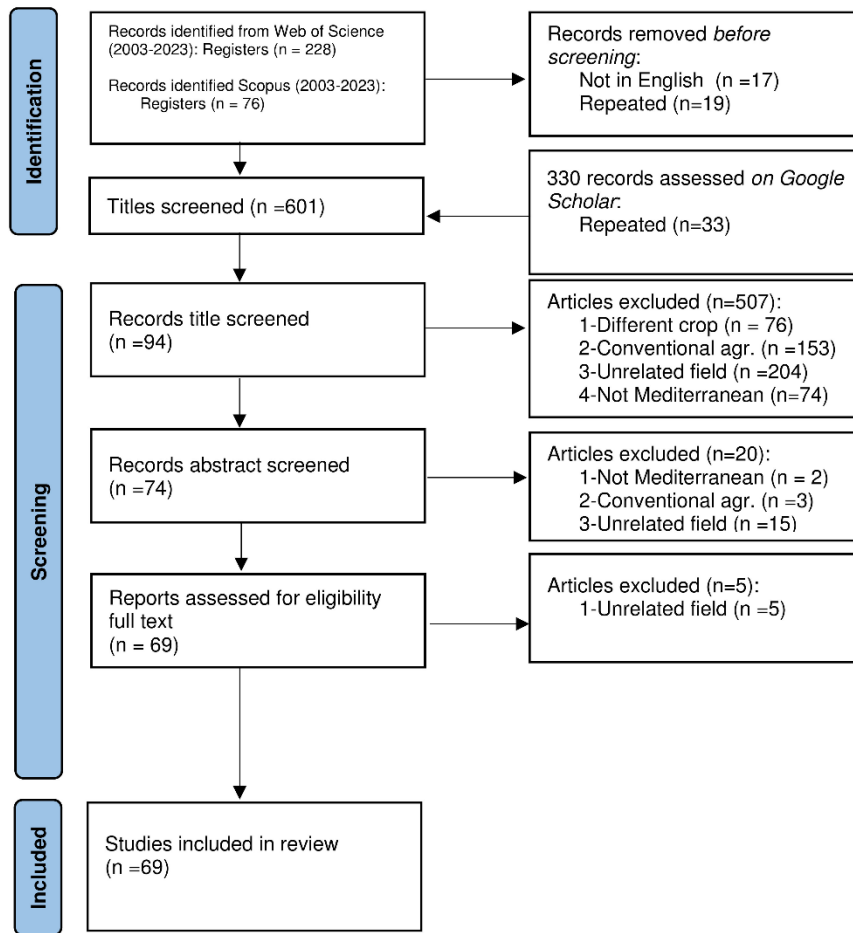 Identification
Records identified from Web of Science
(2003-2023): Registers (n = 228)
Records identified Scopus (2003-2023):
Registers (n = 76)
Records removed before
screening:
Not in English (n =17)
Repeated (n=19)
Titles screened (n =601)
330 records assessed on Google
Scholar:
Repeated (n=33)
Screening
Records title screened
(n =94)
Articles excluded (n=507):
1-Different crop (n = 76)
2-Conventional agr. (n =153)
3-Unrelated field (n =204)
4-Not Mediterranean (n=74)
Records abstract screened
(n =74)
Articles excluded (n=20):
1-Not Mediterranean (n = 2)
2-Conventional agr. (n =3)
3-Unrelated field (n =15)
Reports assessed for eligibility
full text
(n = 69)
Articles excluded (n=5):
1-Unrelated field (n =5)
Included
Studies included in review
(n =69)